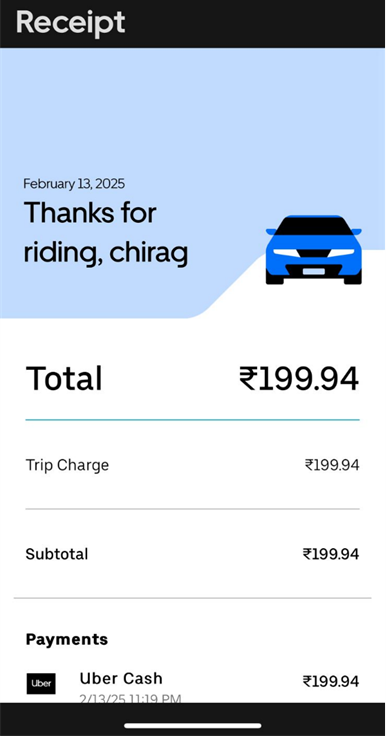 Receipt
February 13, 2025
Thanks for
riding, chirag
Total ₹199.94
Trip Charge ₹199.94
Subtotal ₹199.94
Payments
Uber Uber Cash ₹199.94
2/13/25 11:19 PM